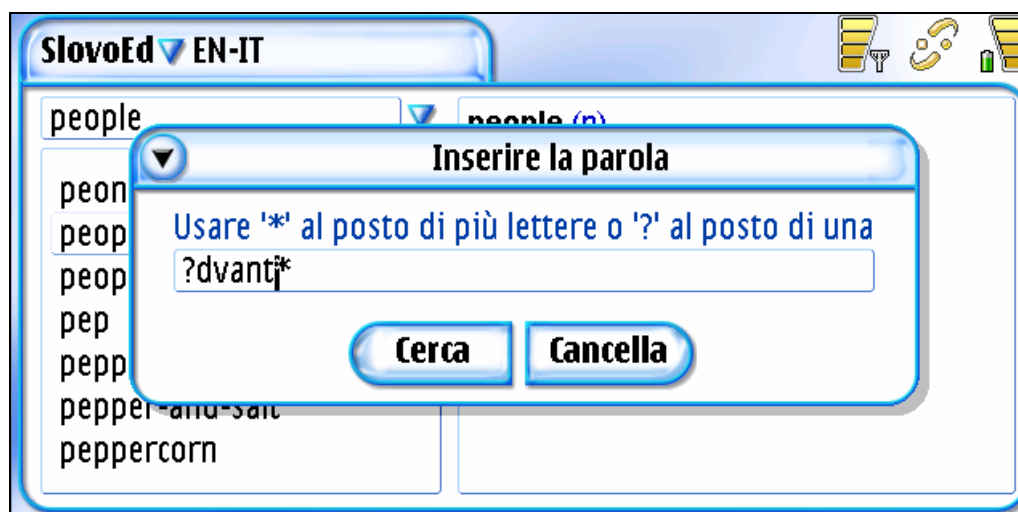 SlovoEd EN-IT
people
people (n)
Inserire la parola
Usare '*' al posto di più lettere o '?' al posto di una
?dvanti*
Cerca Cancella
peon
peop
peop
pep
pepp
pepper-and-salt
peppercorn